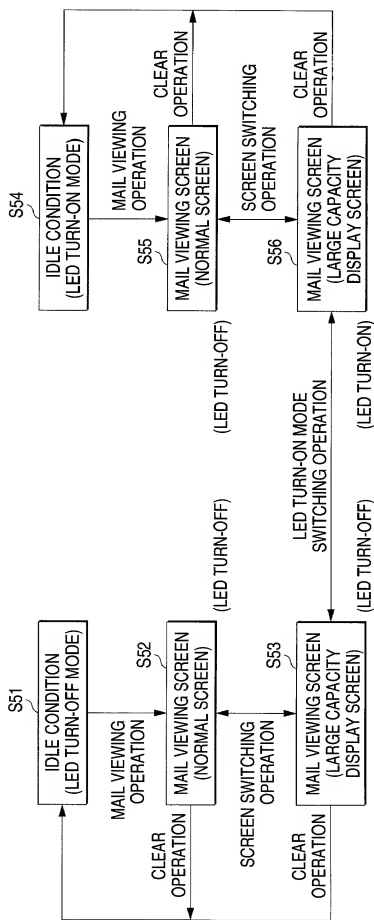 S51
IDLE CONDITION
(LED TURN-OFF MODE)
MAIL VIEWING
OPERATION
S52
MAIL VIEWING SCREEN
(NORMAL SCREEN)
(LED TURN-OFF)
CLEAR
OPERATION
SCREEN SWITCHING
OPERATION
S53
MAIL VIEWING SCREEN
(LARGE CAPACITY
DISPLAY SCREEN)
(LED TURN-OFF)
CLEAR
OPERATION
LED TURN-ON MODE
SWITCHING OPERATION
S54
IDLE CONDITION
(LED TURN-ON MODE)
MAIL VIEWING
OPERATION
S55
MAIL VIEWING SCREEN
(NORMAL SCREEN)
(LED TURN-OFF)
CLEAR
OPERATION
SCREEN SWITCHING
OPERATION
S56
MAIL VIEWING SCREEN
(LARGE CAPACITY
DISPLAY SCREEN)
(LED TURN-ON)
CLEAR
OPERATION